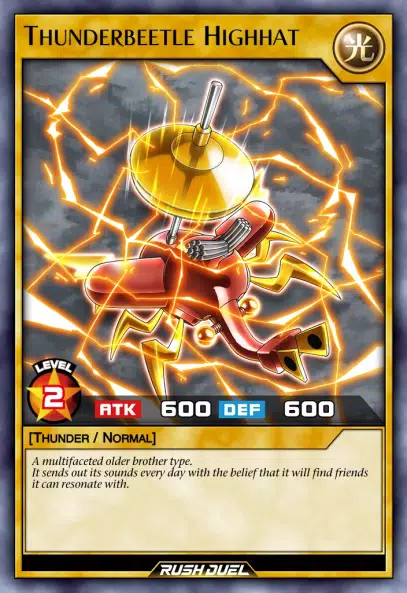 Thunderbeetle Highhat
光
LEVEL
2
ATK 600 DEF 600
[Thunder / Normal]
A multifaceted older brother type.
It sends out its sounds every day with the belief that it will find friends
it can resonate with.
RUSH DUEL